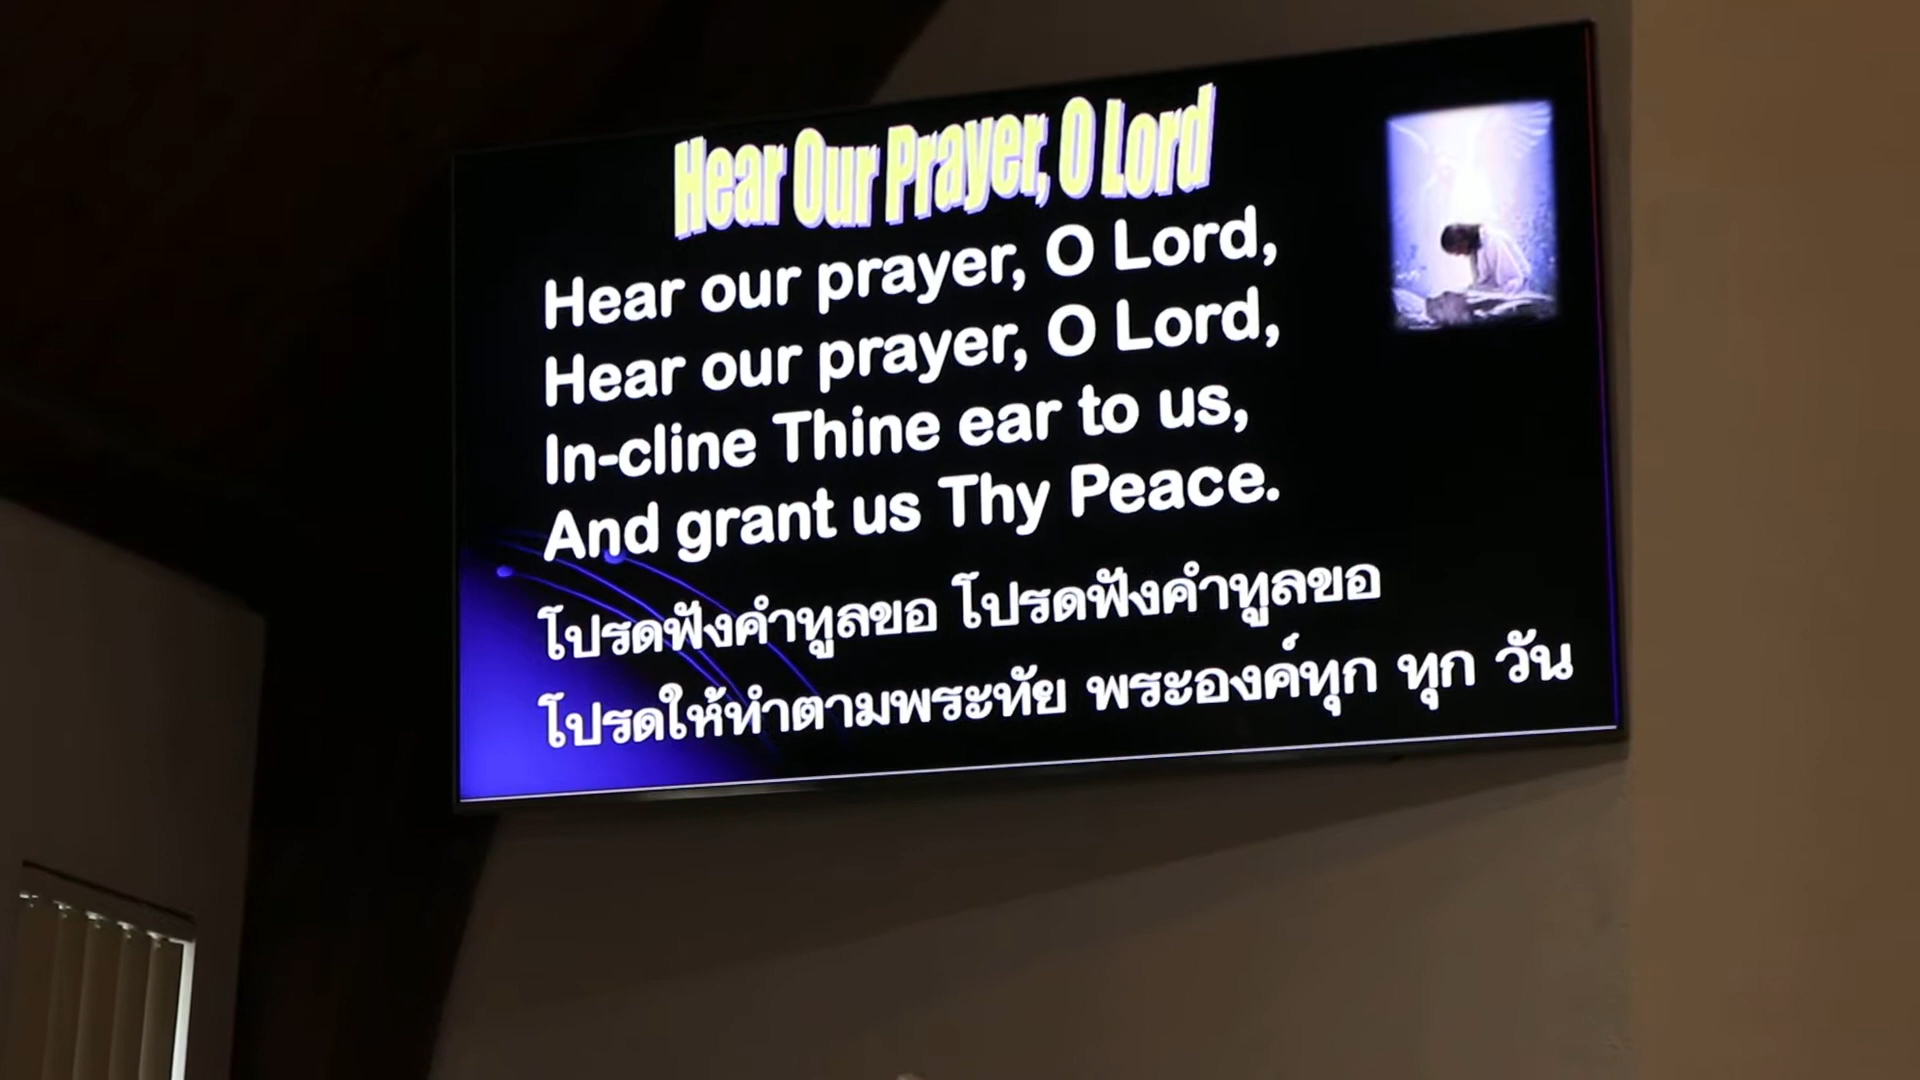 Hear Our Prayer, O Lord
Hear our prayer, O Lord,
Hear our prayer, O Lord,
In-cline Thine ear to us,
And grant us Thy Peace.
โปรดฟังคำทูลขอ โปรดฟังคำทูลขอ
โปรดให้ทำตามพระทัย พระองค์ทุก ทุก วัน